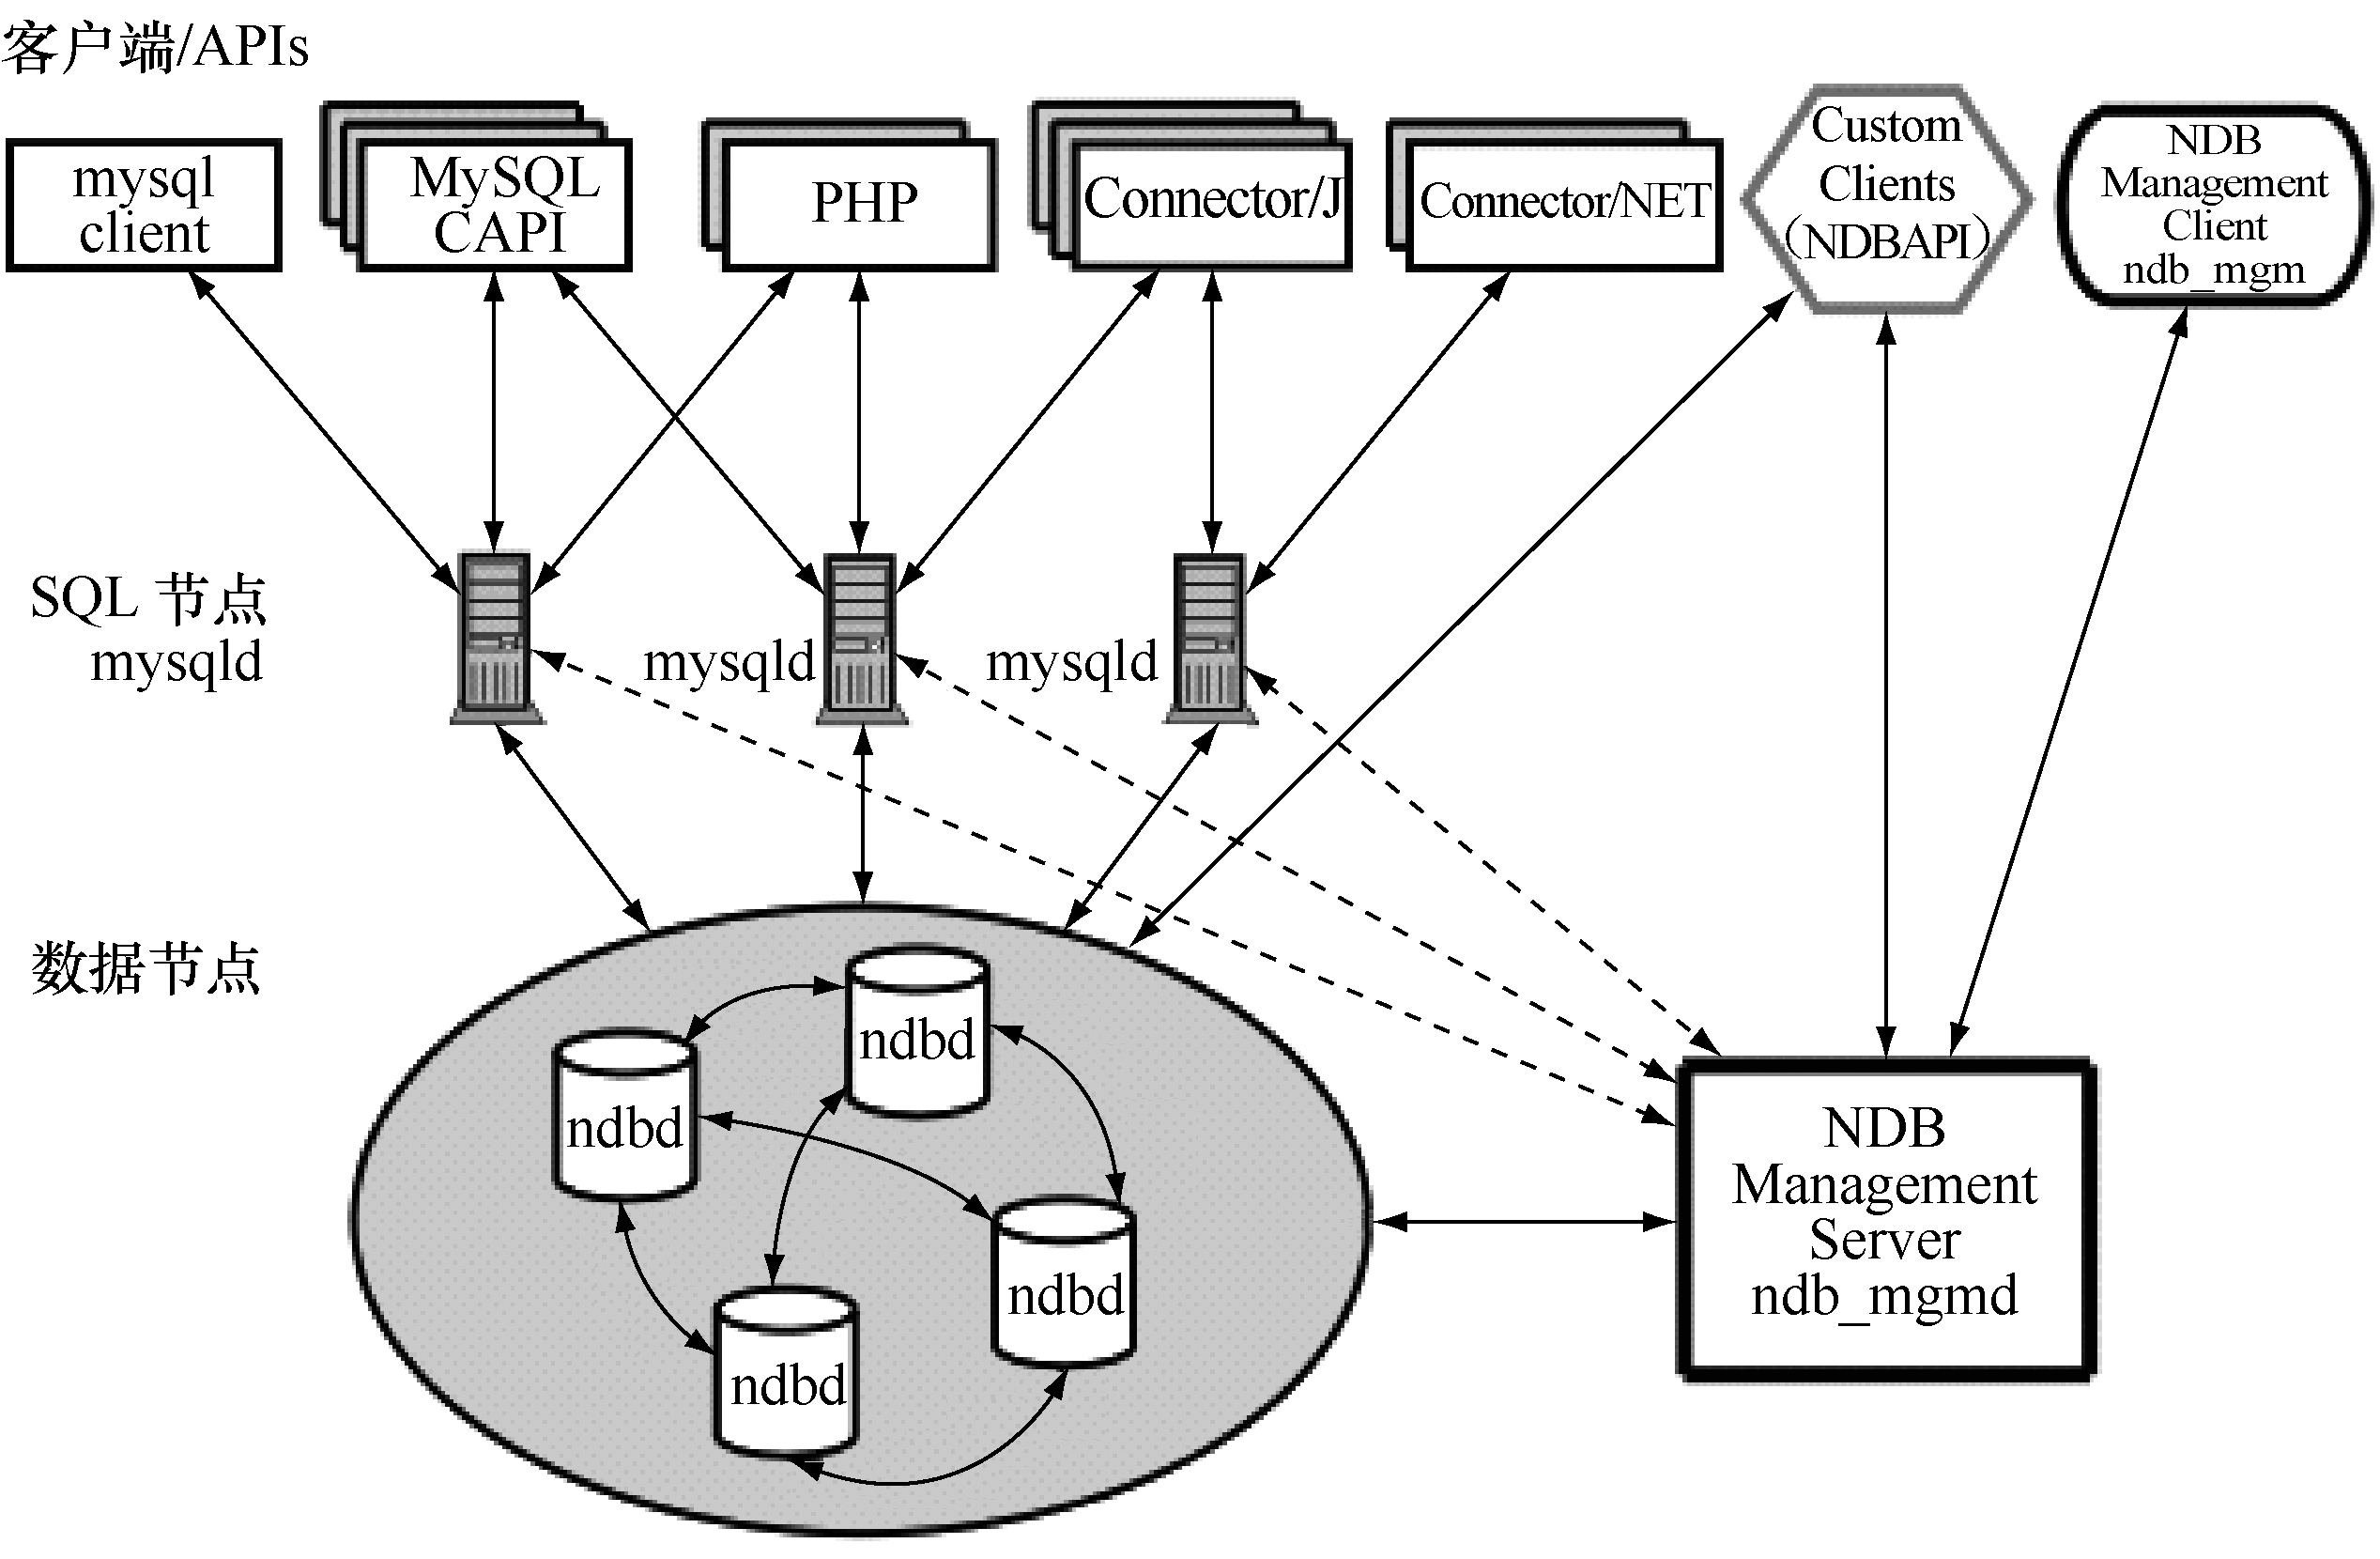 客户端/APIs
mysql
client
MySQL
CAPI
PHP
Connector/J
Connector/NET
Custom
Clients
（NDBAPI）
NDB
Management
Client
ndb_mgm
SQL 节点
mysqld
mysqld
mysqld
数据节点
ndbd
ndbd
ndbd
ndbd
NDB
Management
Server
ndb_mgmd